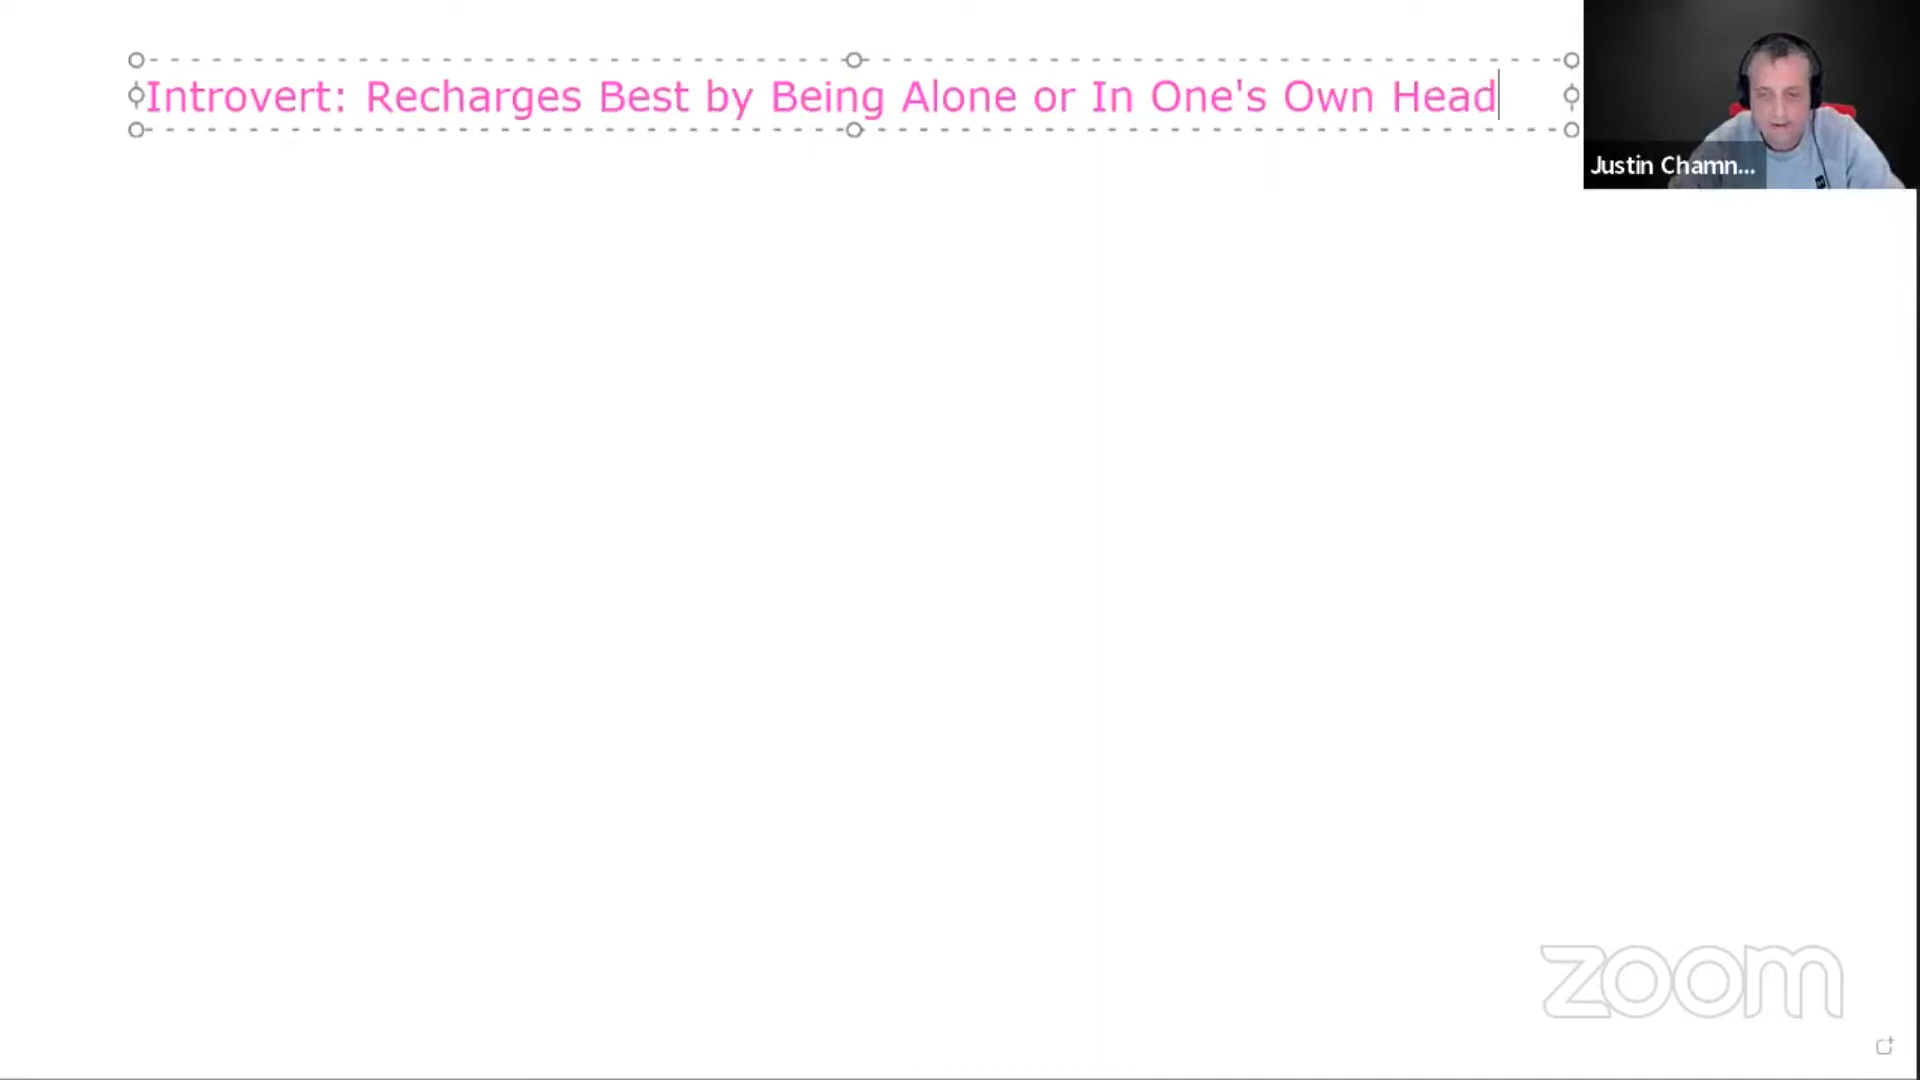 Introvert: Recharges Best by Being Alone or In One's Own Head
Justin Chamn...
zoom